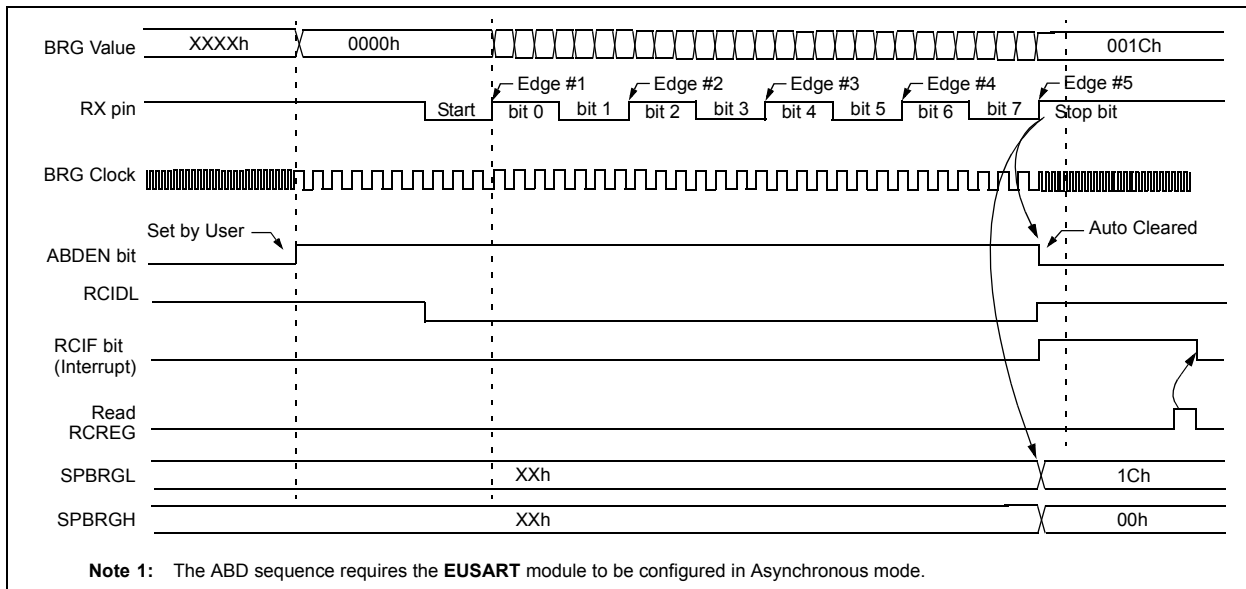 BRG Value XXXXh 0000h 001Ch
Edge #1 Edge #2 Edge #3 Edge #4 Edge #5
RX pin Start bit 0 bit 1 bit 2 bit 3 bit 4 bit 5 bit 6 bit 7 Stop bit
BRG Clock
Set by User Auto Cleared
ABDEN bit
RCIDL
RCIF bit
(Interrupt)
Read
RCREG
SPBRGL XXh 1Ch
SPBRGH XXh 00h
Note 1: The ABD sequence requires the EUSART module to be configured in Asynchronous mode.